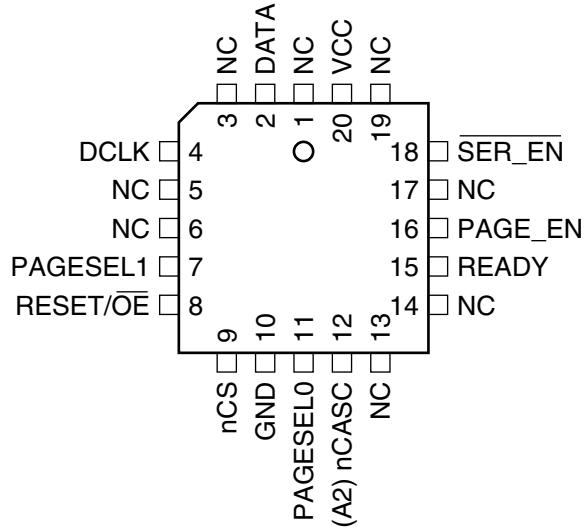 NC
DATA
NC
VCC
NC
3
2
1
20
19
DCLK 4
18 SER_EN
NC 5
17 NC
NC 6
16 PAGE_EN
PAGESEL1 7
15 READY
RESET/OE 8
14 NC
9
10
11
12
13
nCS
GND
PAGESEL0
(A2) nCASC
NC